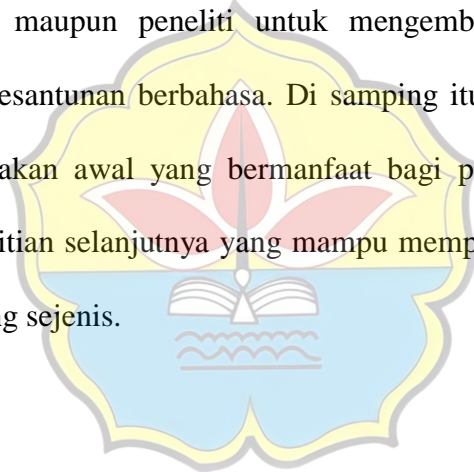 maupun peneliti untuk mengemb
esantunan berbahasa. Di samping itu
akan awal yang bermanfaat bagi p
itian selanjutnya yang mampu memp
ng sejenis.